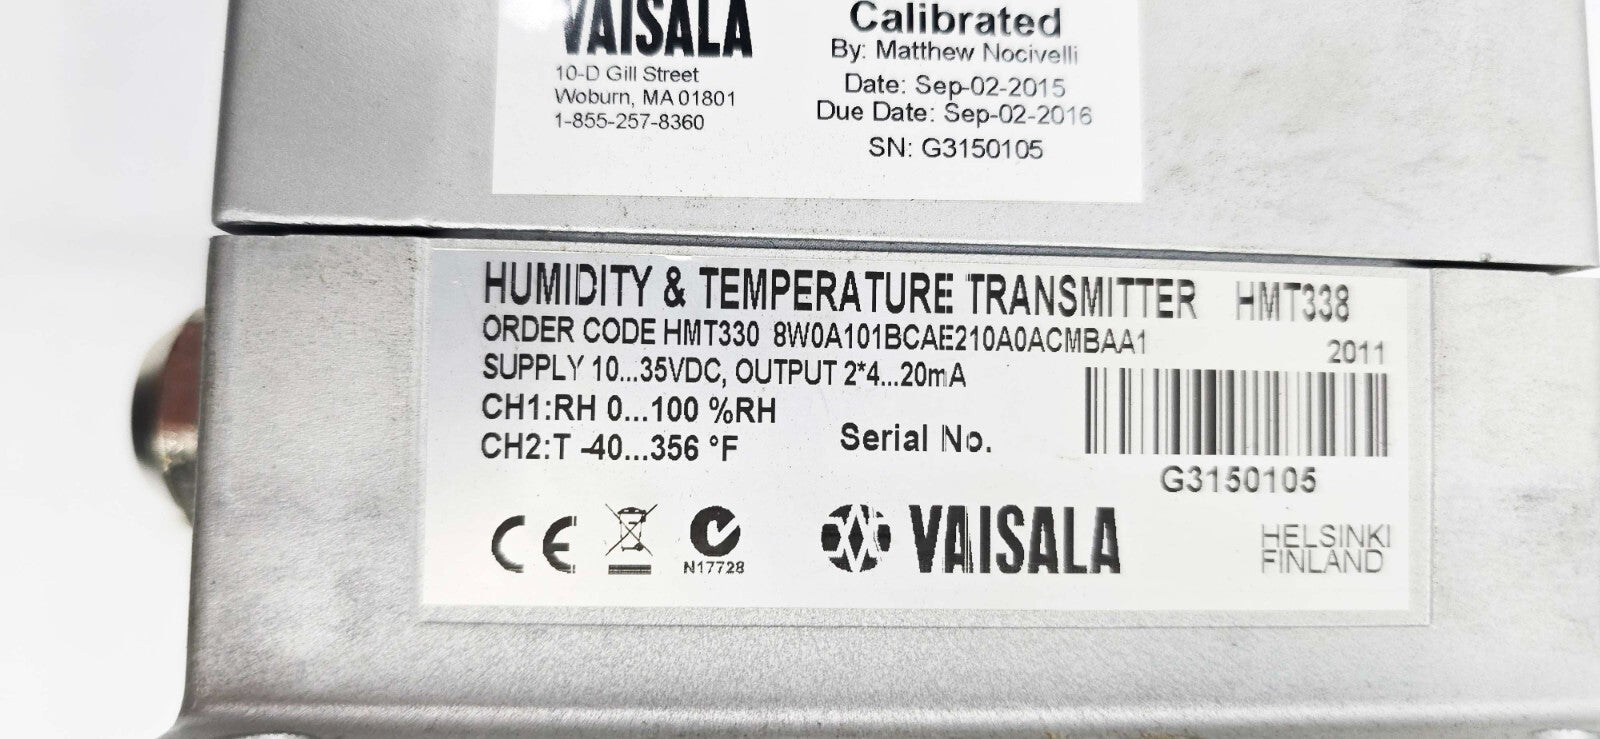 VAISALA
10-D Gill Street
Woburn, MA 01801
1-855-257-8360
Calibrated
By: Matthew Nocivelli
Date: Sep-02-2015
Due Date: Sep-02-2016
SN: G3150105
HUMIDITY & TEMPERATURE TRANSMITTER HMT338
ORDER CODE HMT330 8W0A101BCAE210A0ACMBAA1
2011
SUPPLY 10...35VDC, OUTPUT 2*4...20mA
CH1:RH 0...100 %RH
CH2:T -40...356 °F
Serial No.
G3150105
CE
N17728
VAISALA
HELSINKI
FINLAND